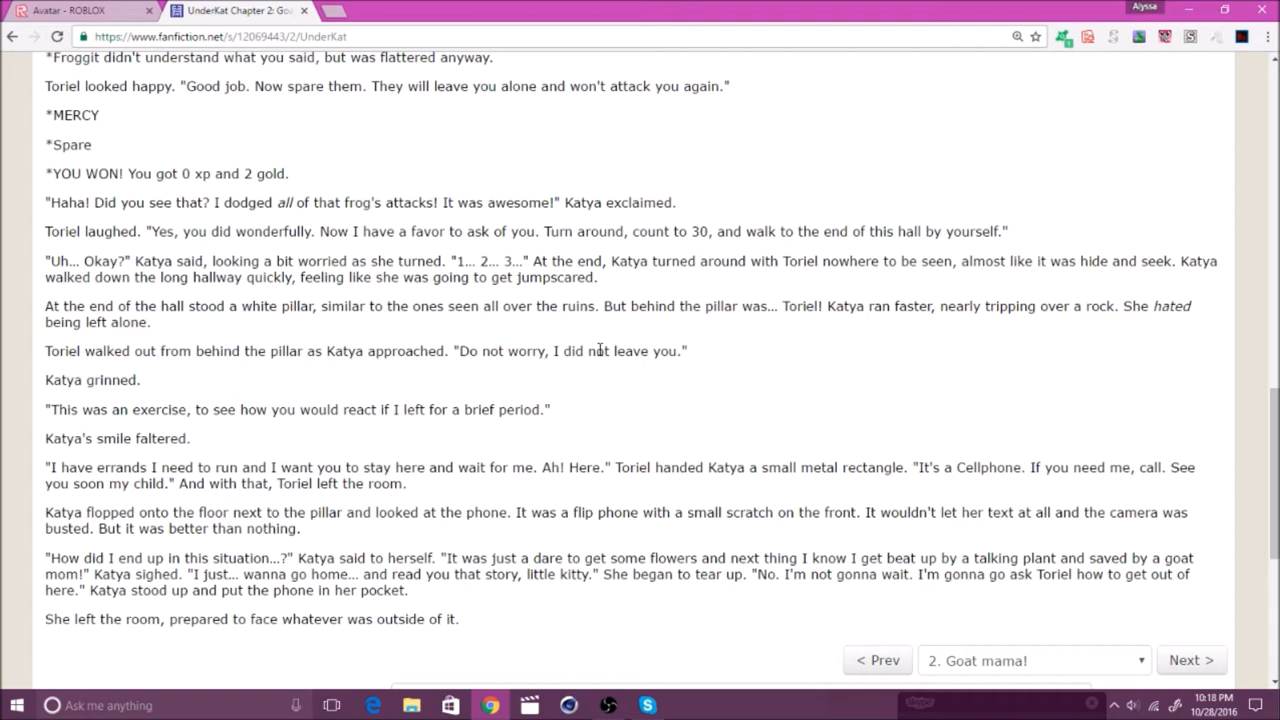 Avatar - ROBLOX
UnderKat Chapter 2: Go
Alyssa
https://www.fanfiction.net/s/12069443/2/UnderKat
*Froggit didn't understand what you said, but was flattered anyway.
Toriel looked happy. "Good job. Now spare them. They will leave you alone and won't attack you again."
*MERCY
*Spare
*YOU WON! You got 0 xp and 2 gold.
"Haha! Did you see that? I dodged all of that frog's attacks! It was awesome!" Katya exclaimed.
Toriel laughed. "Yes, you did wonderfully. Now I have a favor to ask of you. Turn around, count to 30, and walk to the end of this hall by yourself."
"Uh... Okay?" Katya said, looking a bit worried as she turned. "1... 2... 3..." At the end, Katya turned around with Toriel nowhere to be seen, almost like it was hide and seek. Katya
walked down the long hallway quickly, feeling like she was going to get jumpscared.
At the end of the hall stood a white pillar, similar to the ones seen all over the ruins. But behind the pillar was... Toriel! Katya ran faster, nearly tripping over a rock. She hated
being left alone.
Toriel walked out from behind the pillar as Katya approached. "Do not worry, I did not leave you."
Katya grinned.
"This was an exercise, to see how you would react if I left for a brief period."
Katya's smile faltered.
"I have errands I need to run and I want you to stay here and wait for me. Ah! Here." Toriel handed Katya a small metal rectangle. "It's a Cellphone. If you need me, call. See
you soon my child." And with that, Toriel left the room.
Katya flopped onto the floor next to the pillar and looked at the phone. It was a flip phone with a small scratch on the front. It wouldn't let her text at all and the camera was
busted. But it was better than nothing.
"How did I end up in this situation...?" Katya said to herself. "It was just a dare to get some flowers and next thing I know I get beat up by a talking plant and saved by a goat
mom!" Katya sighed. "I just... wanna go home... and read you that story, little kitty." She began to tear up. "No. I'm not gonna wait. I'm gonna go ask Toriel how to get out of
here." Katya stood up and put the phone in her pocket.
She left the room, prepared to face whatever was outside of it.
< Prev
2. Goat mama!
Next >
Ask me anything
10:18 PM
10/28/2016